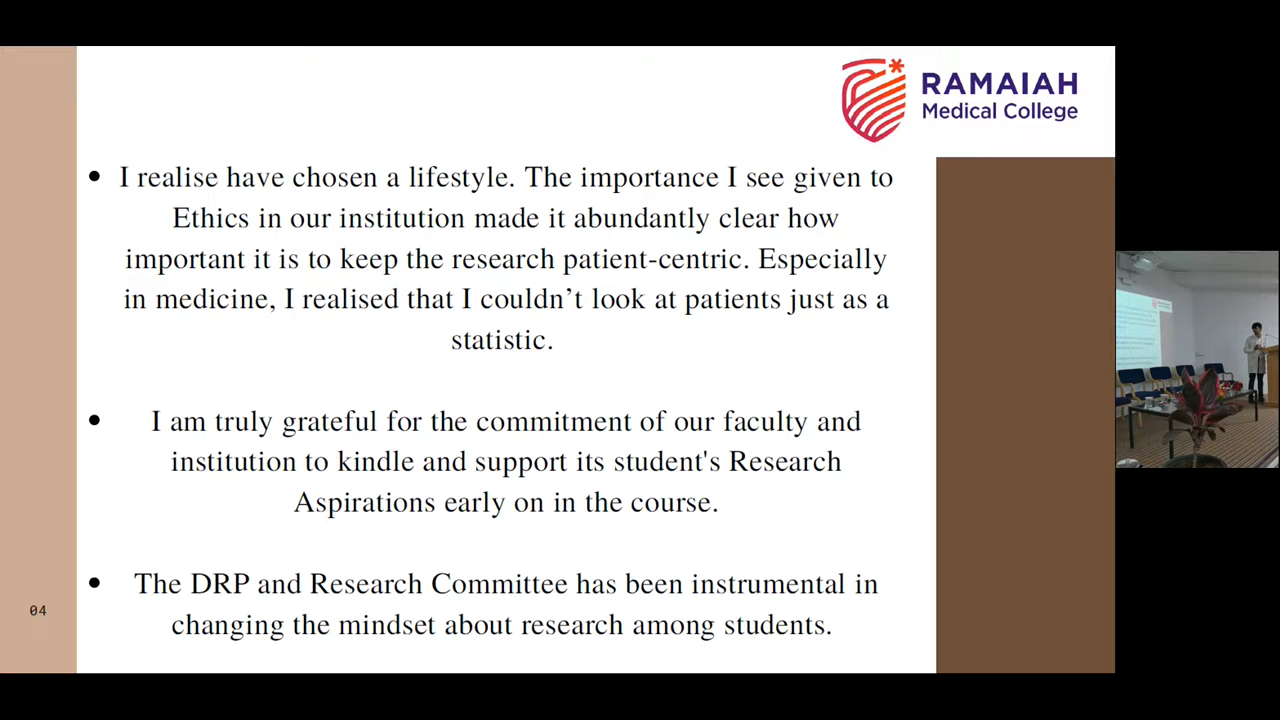 RAMAIAH
Medical College
• I realise have chosen a lifestyle. The importance I see given to
Ethics in our institution made it abundantly clear how
important it is to keep the research patient-centric. Especially
in medicine, I realised that I couldn’t look at patients just as a
statistic.
• I am truly grateful for the commitment of our faculty and
institution to kindle and support its student's Research
Aspirations early on in the course.
• The DRP and Research Committee has been instrumental in
changing the mindset about research among students.
04